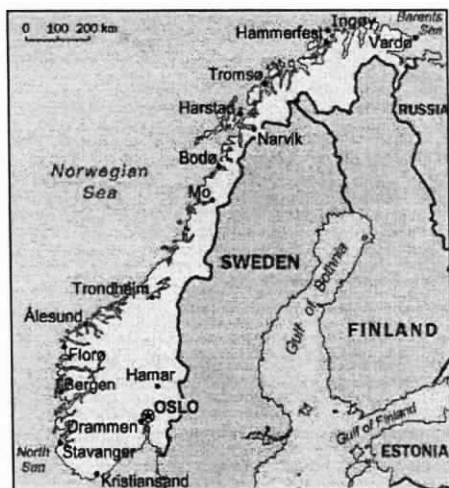 0 100 200 km
Ingøy
Barents
Sea
Hammerfest
Vardø
Tromsø
RUSSIA
Harstad
Narvik
Norwegian
Sea
Bodø
Mo
SWEDEN
Gulf of Bothnia
Trondheim
Ålesund
FINLAND
Florø
Bergen
Hamar
OSLO
Drammen
Gulf of Finland
North
Sea
Stavanger
ESTONIA
Kristiansand